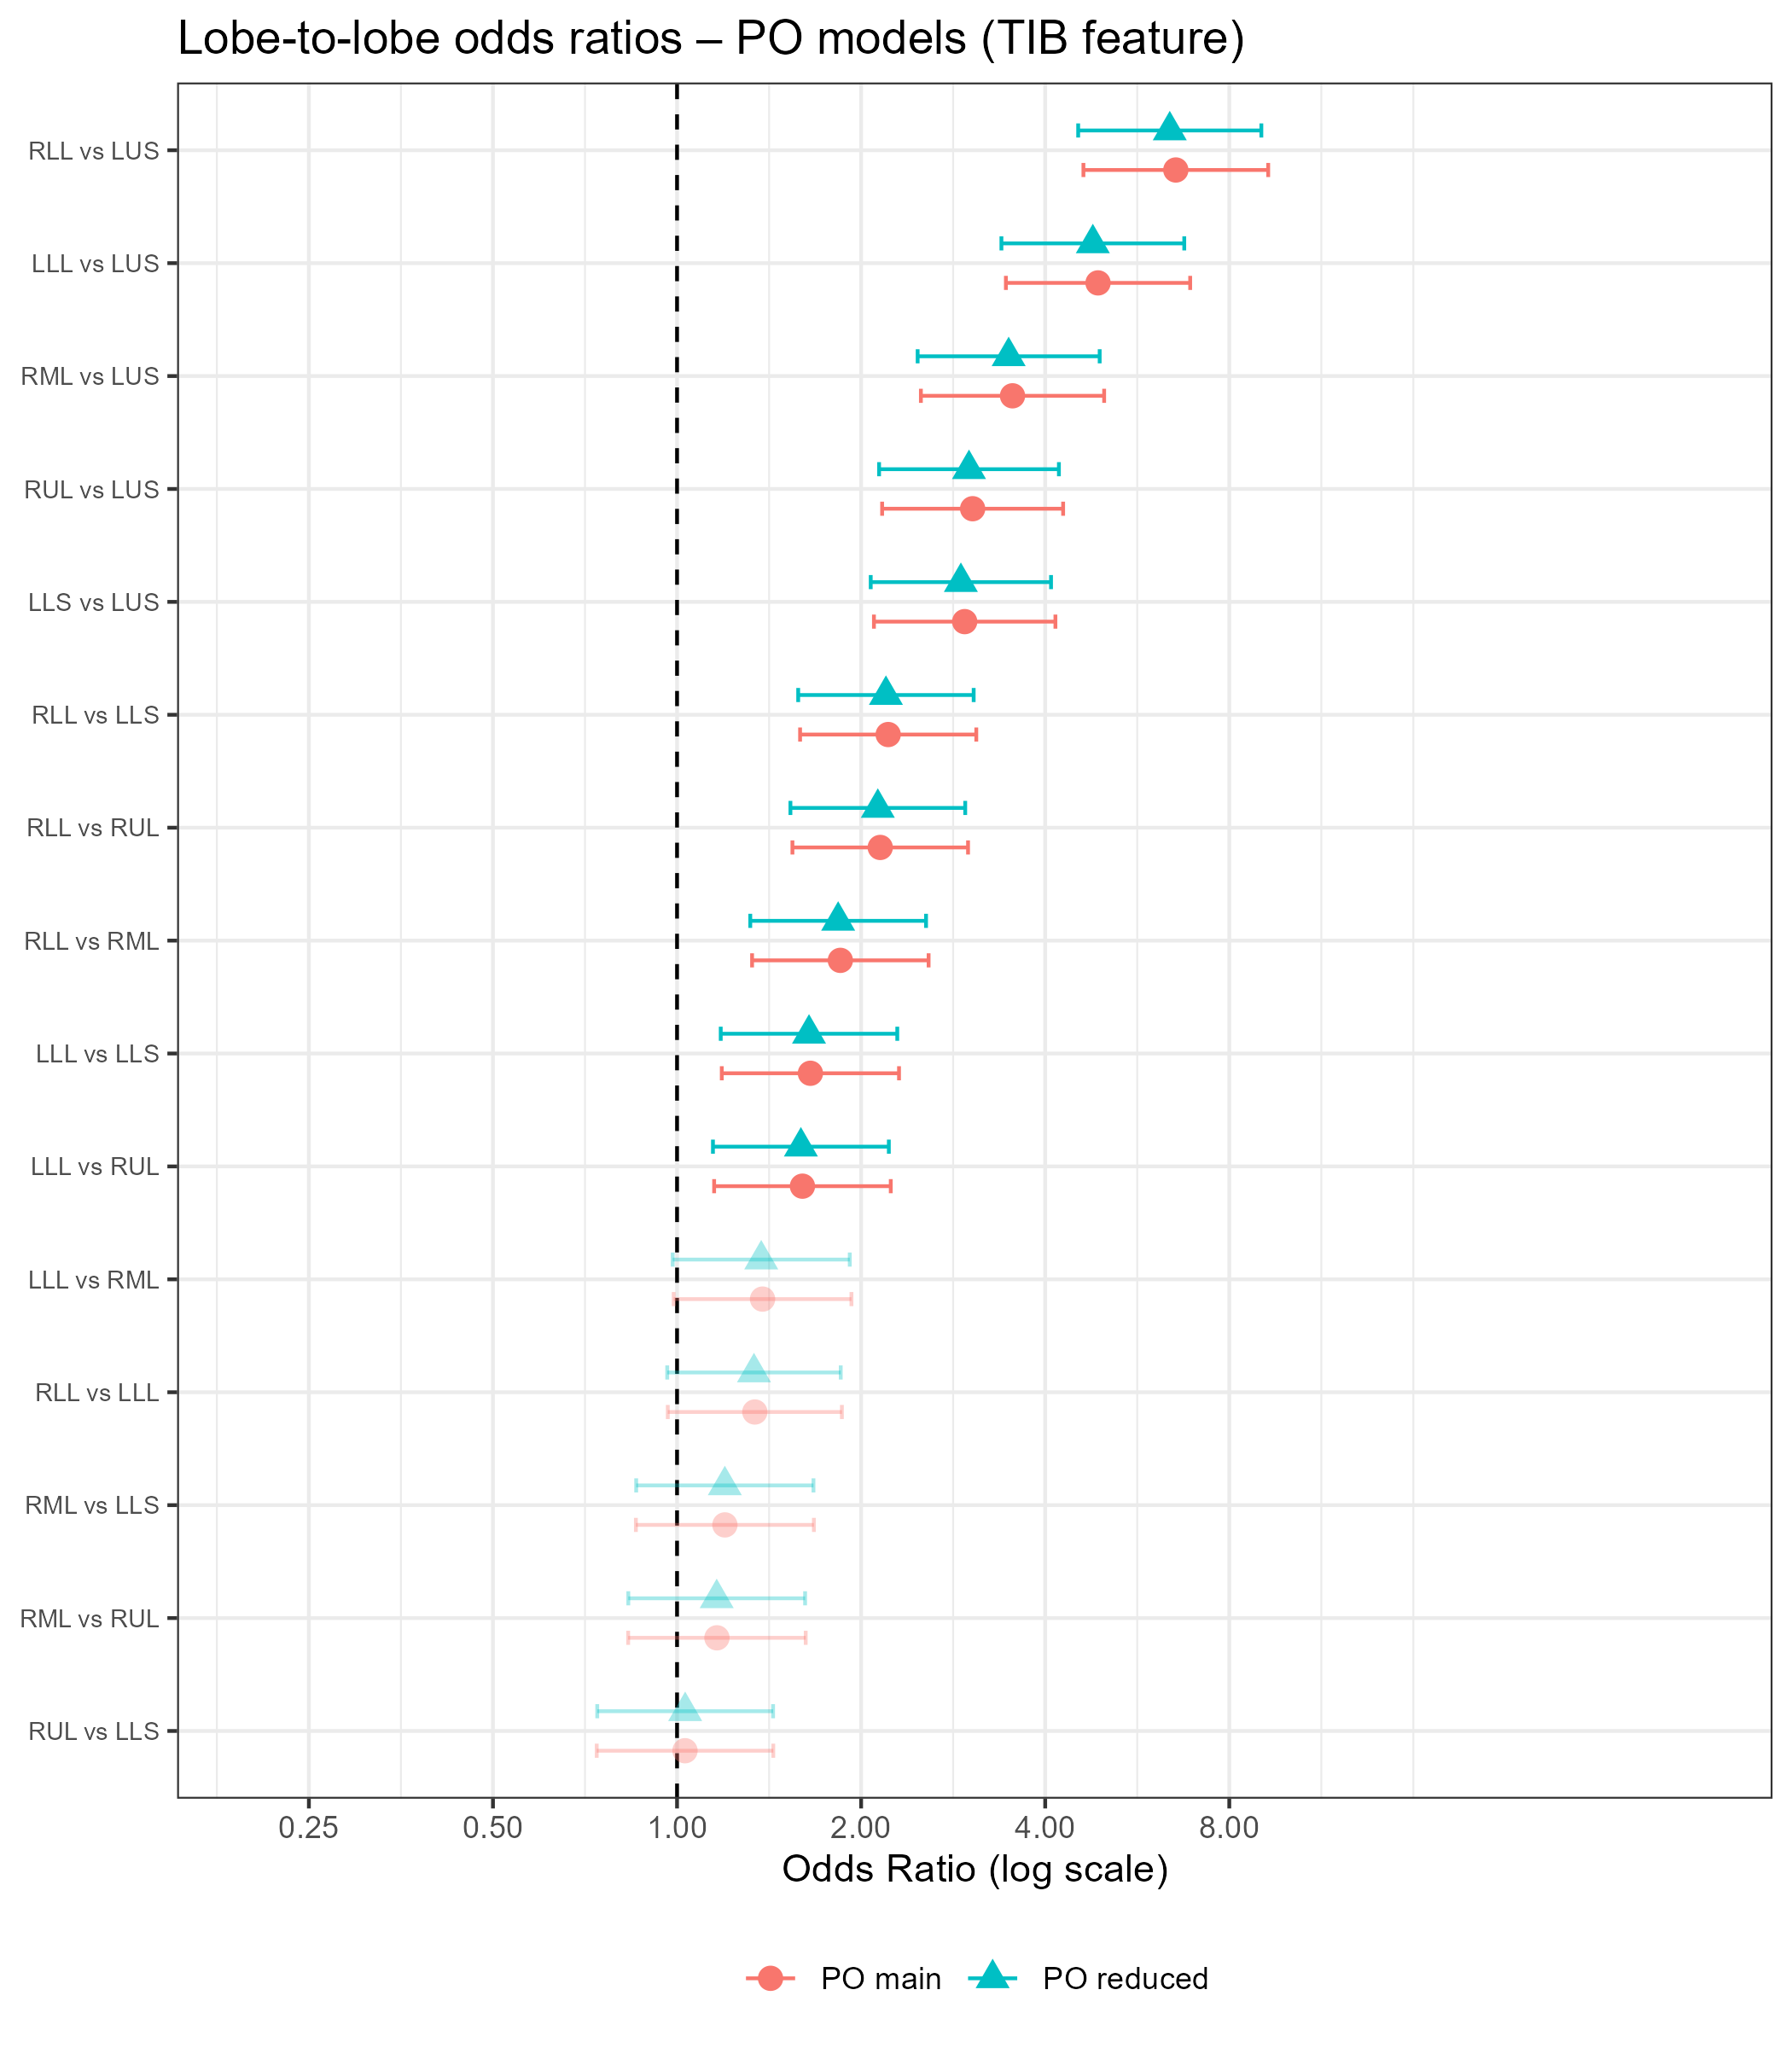 Lobe-to-lobe odds ratios – PO models (TIB feature)
RLL vs LUS
LLL vs LUS
RML vs LUS
RUL vs LUS
LLS vs LUS
RLL vs LLS
RLL vs RUL
RLL vs RML
LLL vs LLS
LLL vs RUL
LLL vs RML
RLL vs LLL
RML vs LLS
RML vs RUL
RUL vs LLS
0.25 0.50 1.00 2.00 4.00 8.00
Odds Ratio (log scale)
PO main PO reduced